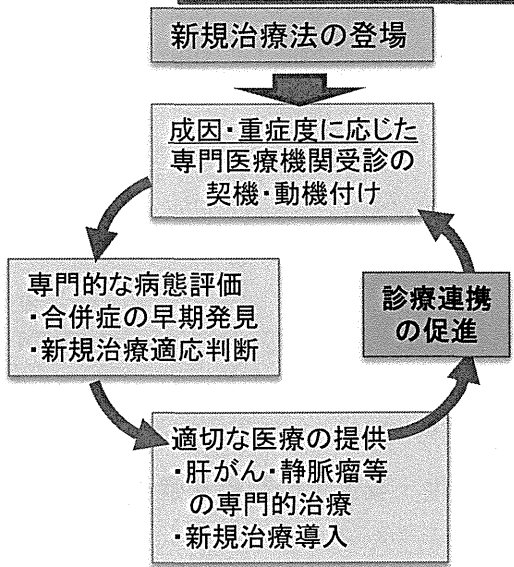 新規治療法の登場
成因・重症度に応じた
専門医療機関受診の
契機・動機付け
専門的な病態評価
・合併症の早期発見
・新規治療適応判断
診療連携
の促進
適切な医療の提供
・肝がん・静脈瘤等
の専門的治療
・新規治療導入